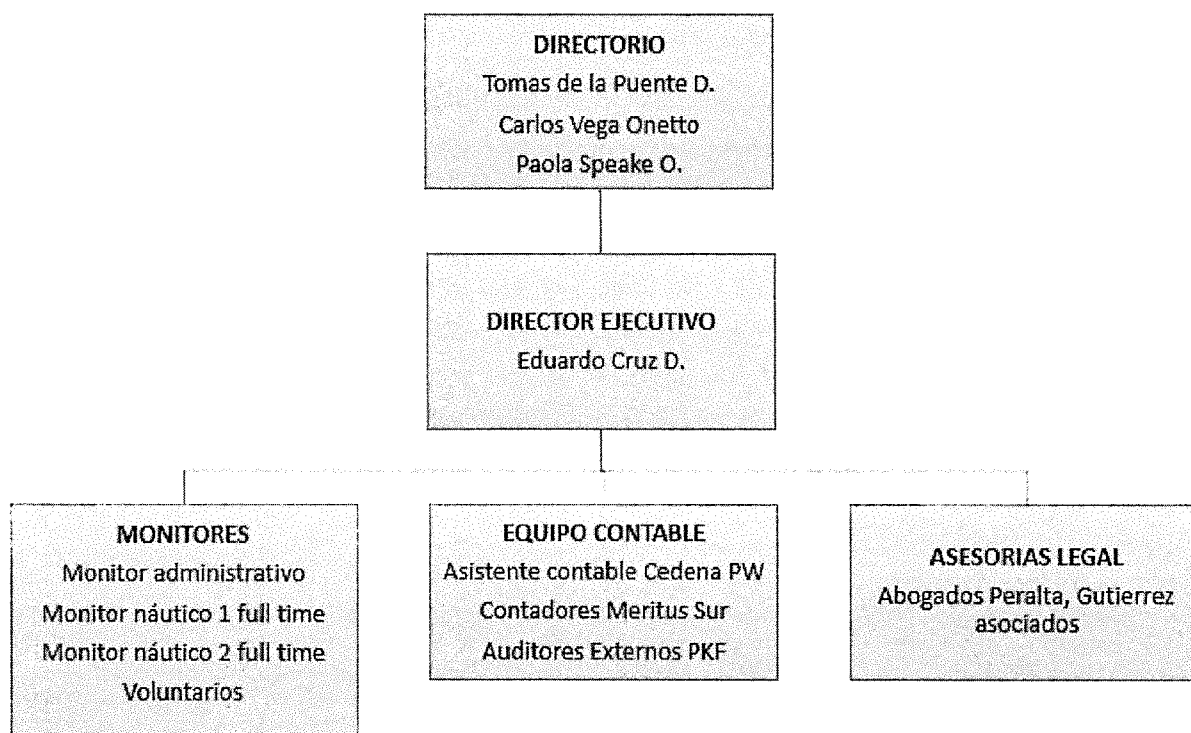 DIRECTORIO
Tomas de la Puente D.
Carlos Vega Onetto
Paola Speake O.
DIRECTOR EJECUTIVO
Eduardo Cruz D.
MONITORES
Monitor administrativo
Monitor náutico 1 full time
Monitor náutico 2 full time
Voluntarios
EQUIPO CONTABLE
Asistente contable Cedena PW
Contadores Meritus Sur
Auditores Externos PKF
ASESORIAS LEGAL
Abogados Peralta, Gutierrez
asociados